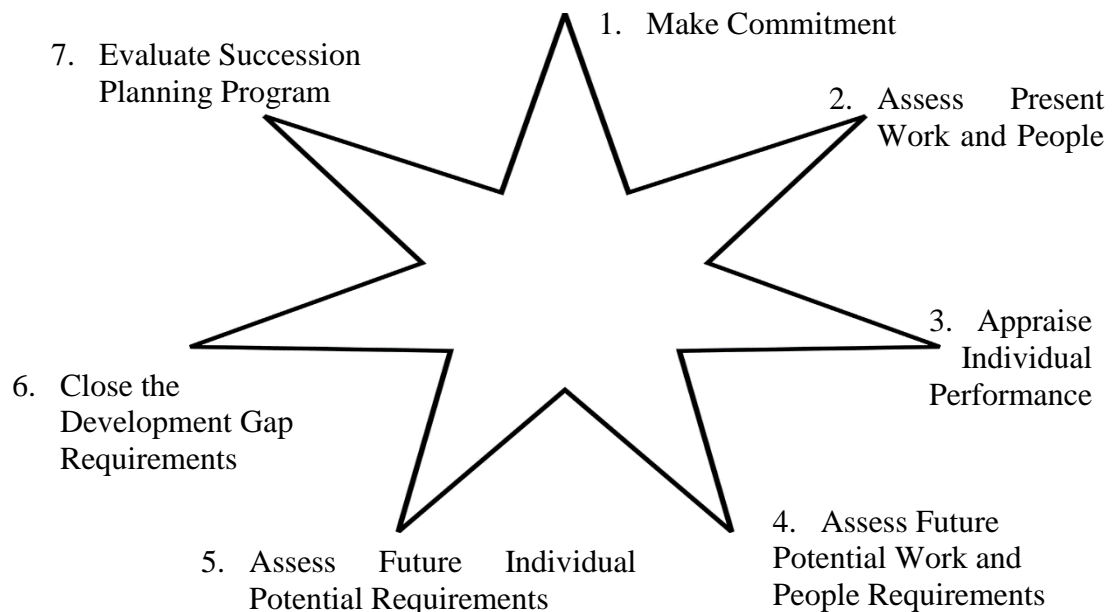 1. Make Commitment
2. Assess Present
Work and People
3. Appraise
Individual
Performance
4. Assess Future
Potential Work and
People Requirements
5. Assess Future Individual
Potential Requirements
6. Close the
Development Gap
Requirements
7. Evaluate Succession
Planning Program